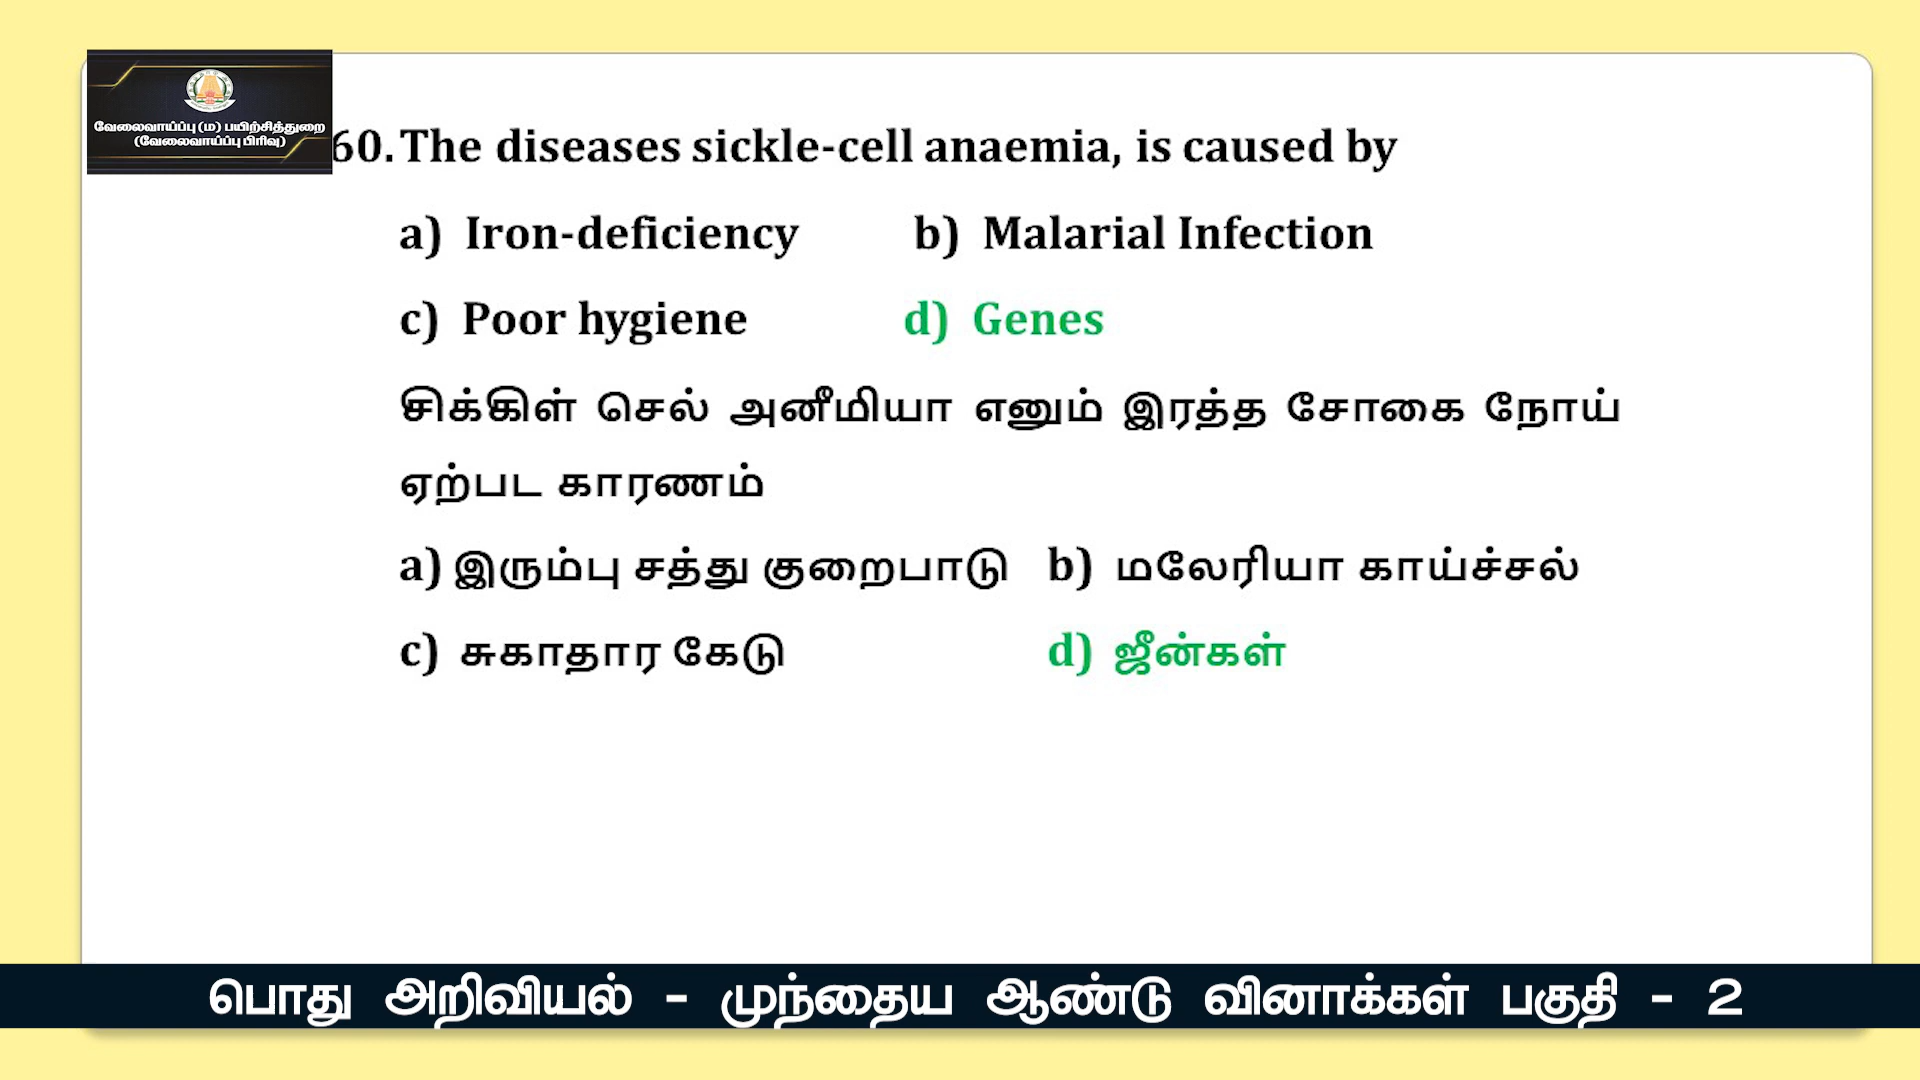 வேலைவாய்ப்பு (ம) பயிற்சித்துறை
(வேலைவாய்ப்பு பிரிவு)
60. The diseases sickle-cell anaemia, is caused by
a) Iron-deficiency b) Malarial Infection
c) Poor hygiene d) Genes
சிக்கிள் செல் அனீமியா எனும் இரத்த சோகை நோய்
ஏற்பட காரணம்
a) இரும்பு சத்து குறைபாடு b) மலேரியா காய்ச்சல்
c) சுகாதார கேடு d) ஜீன்கள்
பொது அறிவியல் - முந்தைய ஆண்டு வினாக்கள் பகுதி - 2